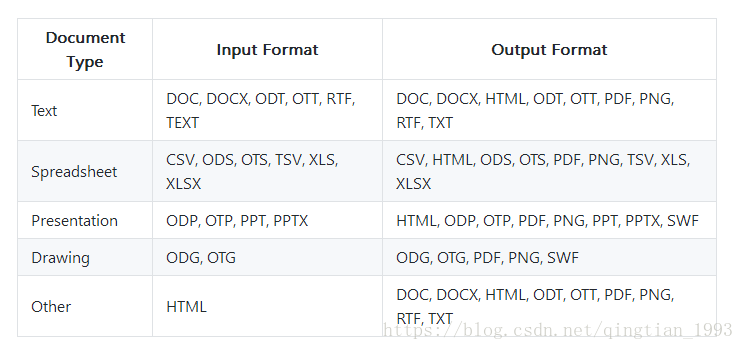 Document Type Input Format Output Format
Text DOC, DOCX, ODT, OTT, RTF, TEXT DOC, DOCX, HTML, ODT, OTT, PDF, PNG, RTF, TXT
Spreadsheet CSV, ODS, OTS, TSV, XLS, XLSX CSV, HTML, ODS, OTS, PDF, PNG, TSV, XLS, XLSX
Presentation ODP, OTP, PPT, PPTX HTML, ODP, OTP, PDF, PNG, PPT, PPTX, SWF
Drawing ODG, OTG ODG, OTG, PDF, PNG, SWF
Other HTML DOC, DOCX, HTML, ODT, OTT, PDF, PNG, RTF, TXT
https://blog.csdn.net/qingtian_1993